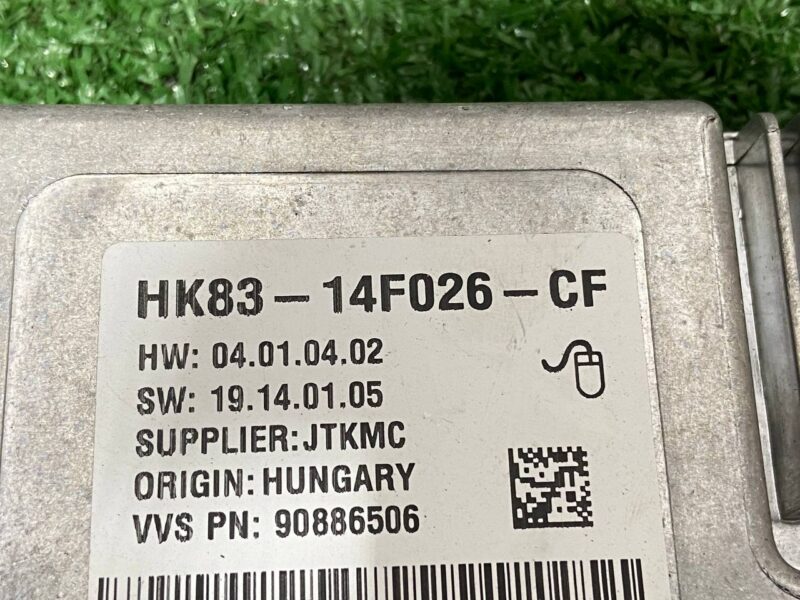 HK83-14F026-CF
HW: 04.01.04.02
SW: 19.14.01.05
SUPPLIER:JTKMC
ORIGIN:HUNGARY
VVS PN: 90886506